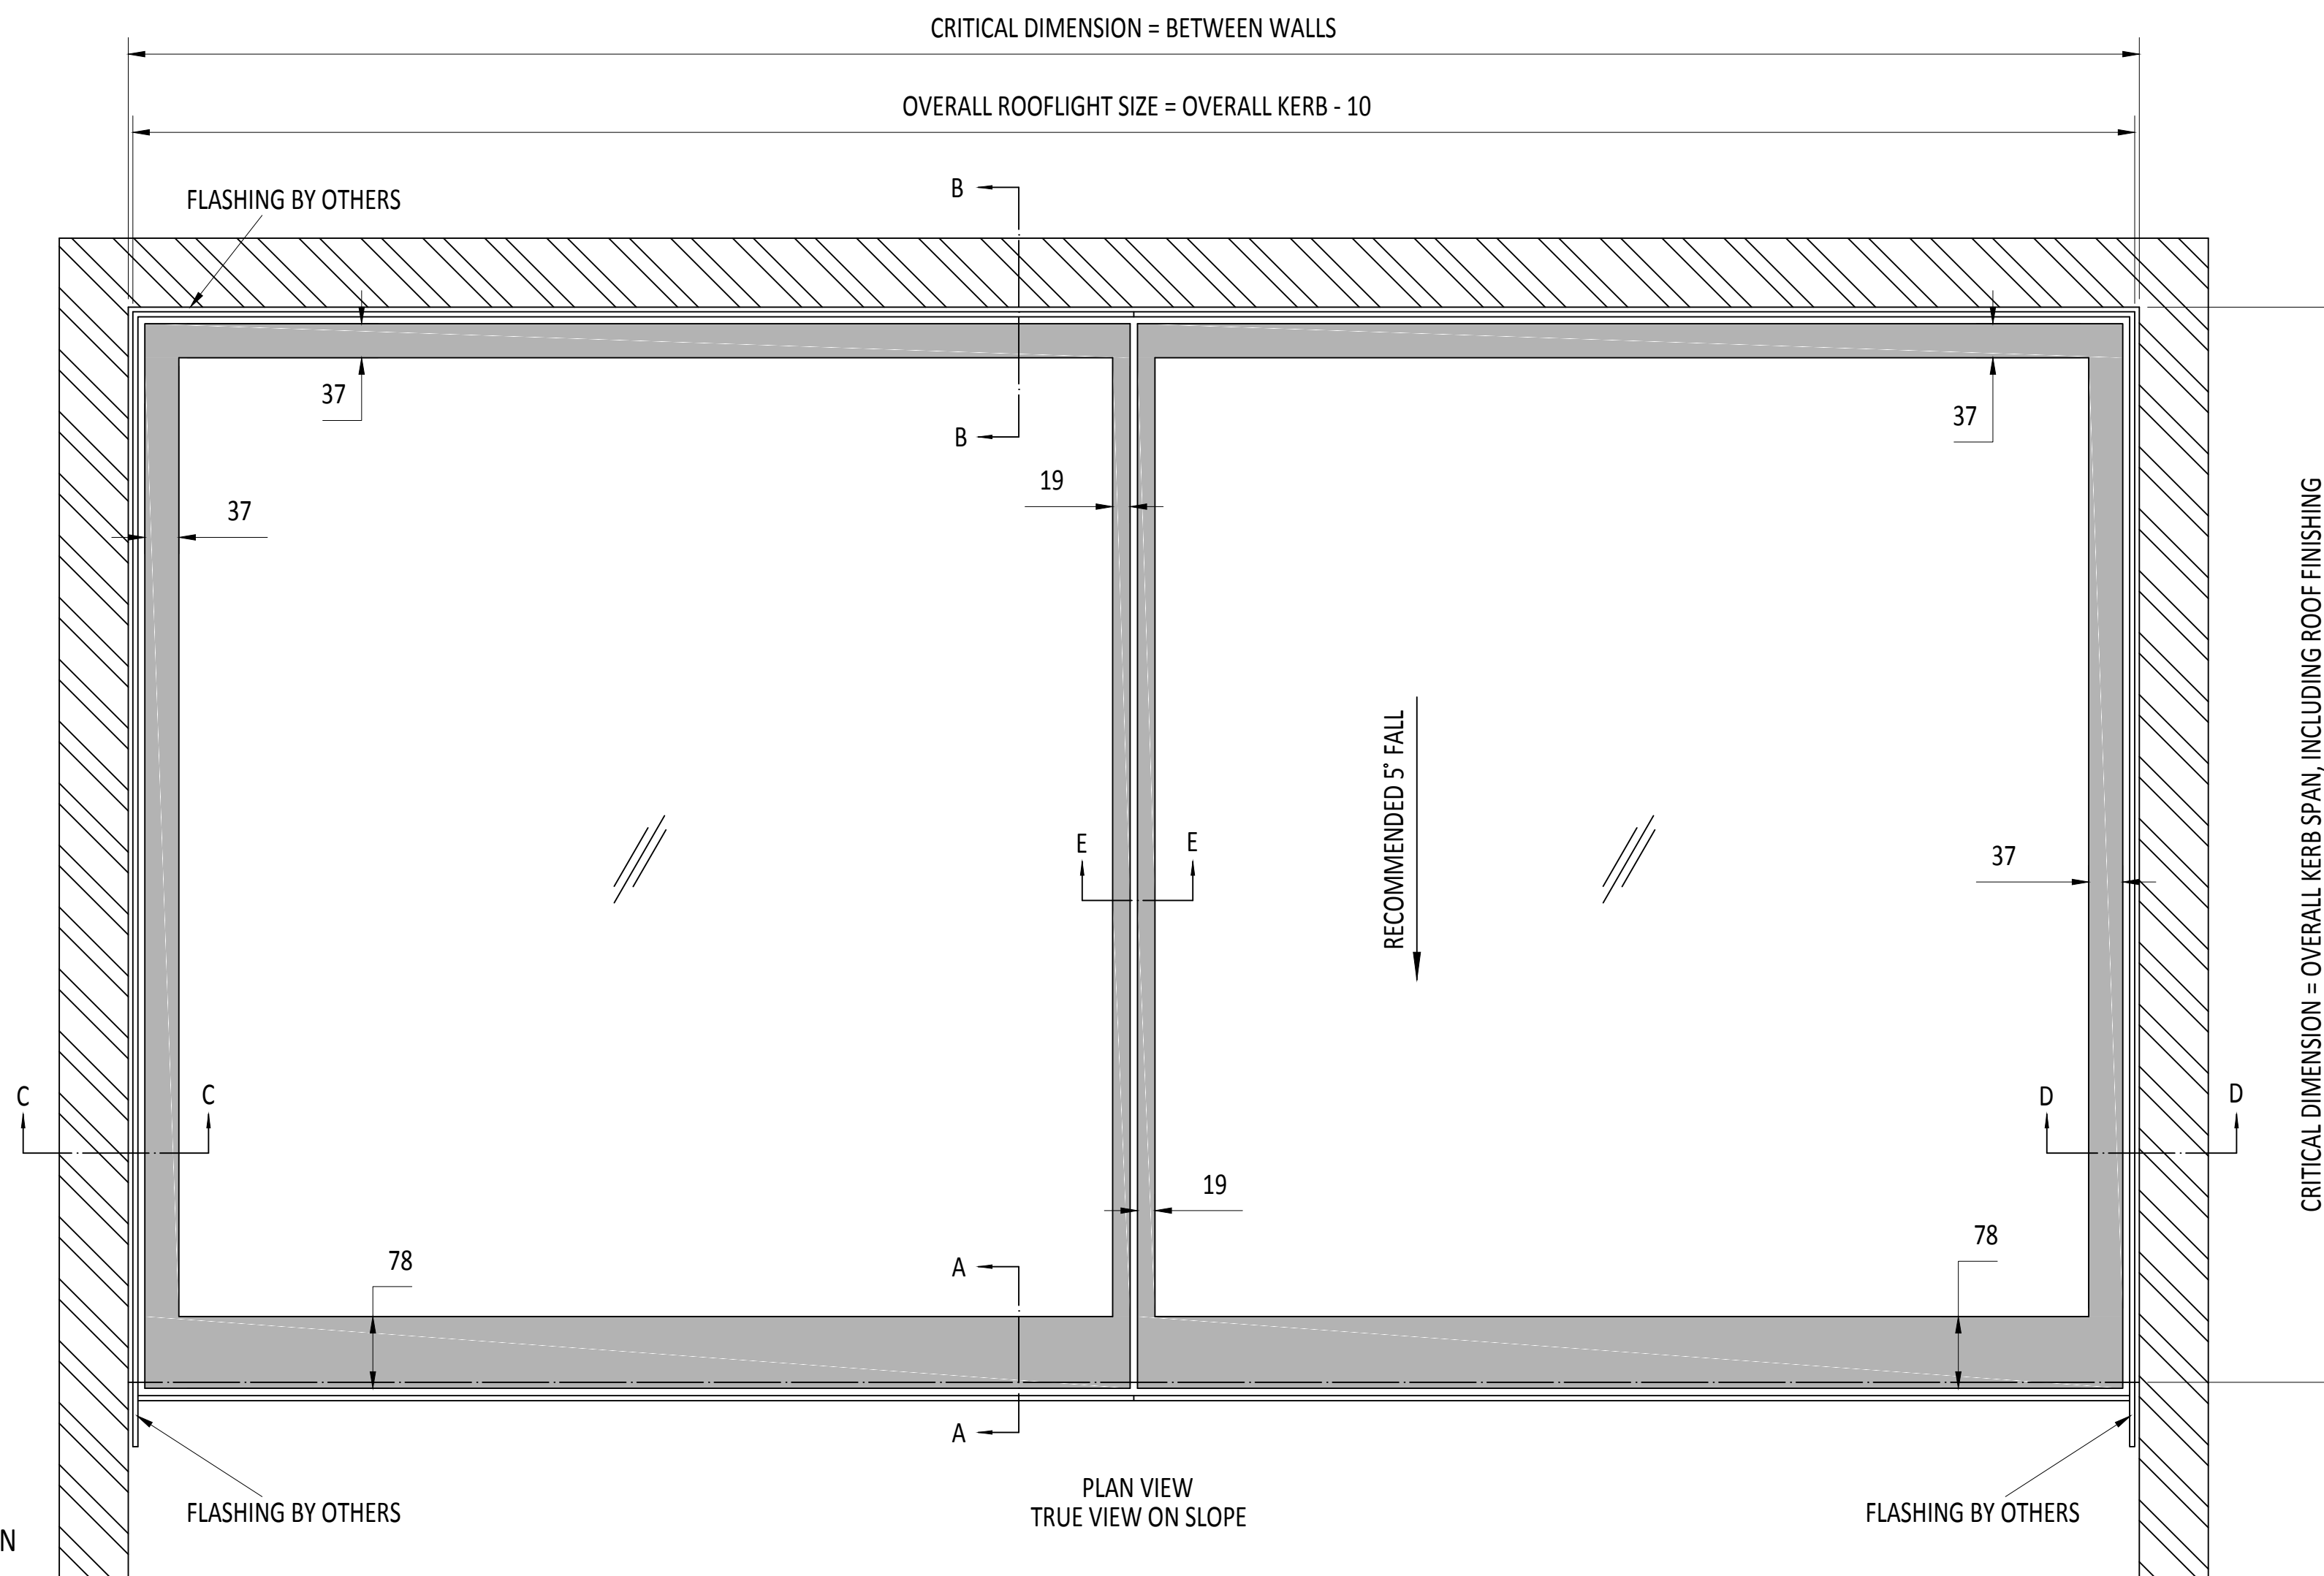 CRITICAL DIMENSION = BETWEEN WALLS
OVERALL ROOFLIGHT SIZE = OVERALL KERB - 10
FLASHING BY OTHERS
B
37
37
B
19
37
RECOMMENDED 5° FALL
CRITICAL DIMENSION = OVERALL KERB SPAN, INCLUDING ROOF FINISHING
E
E
37
C
C
D
D
19
78
78
A
A
PLAN VIEW
TRUE VIEW ON SLOPE
FLASHING BY OTHERS
FLASHING BY OTHERS
N